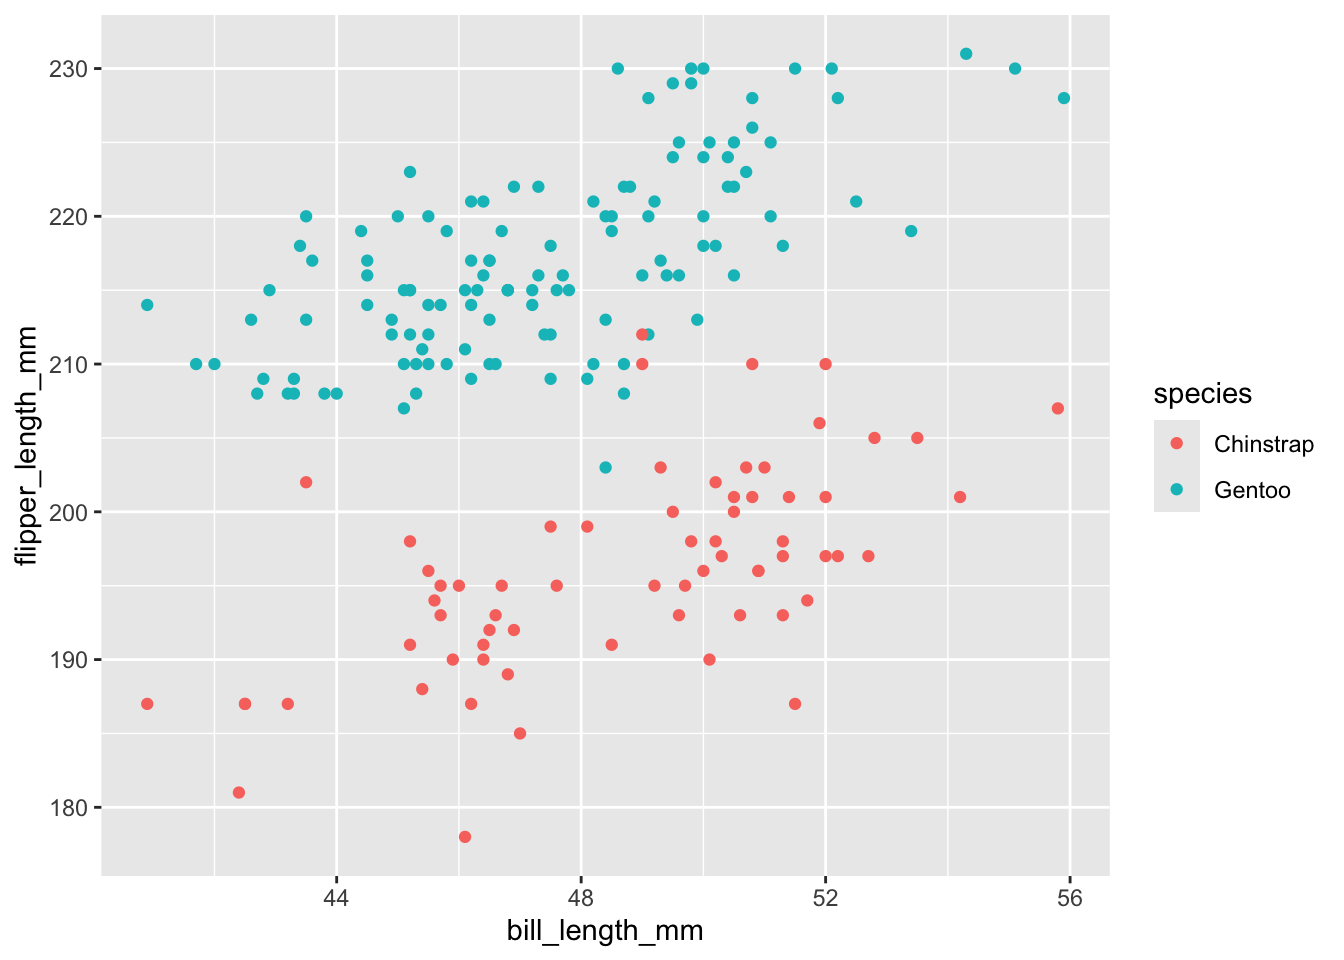 230
220
210
200
190
180
flipper_length_mm
44 48 52 56
bill_length_mm
species
Chinstrap
Gentoo